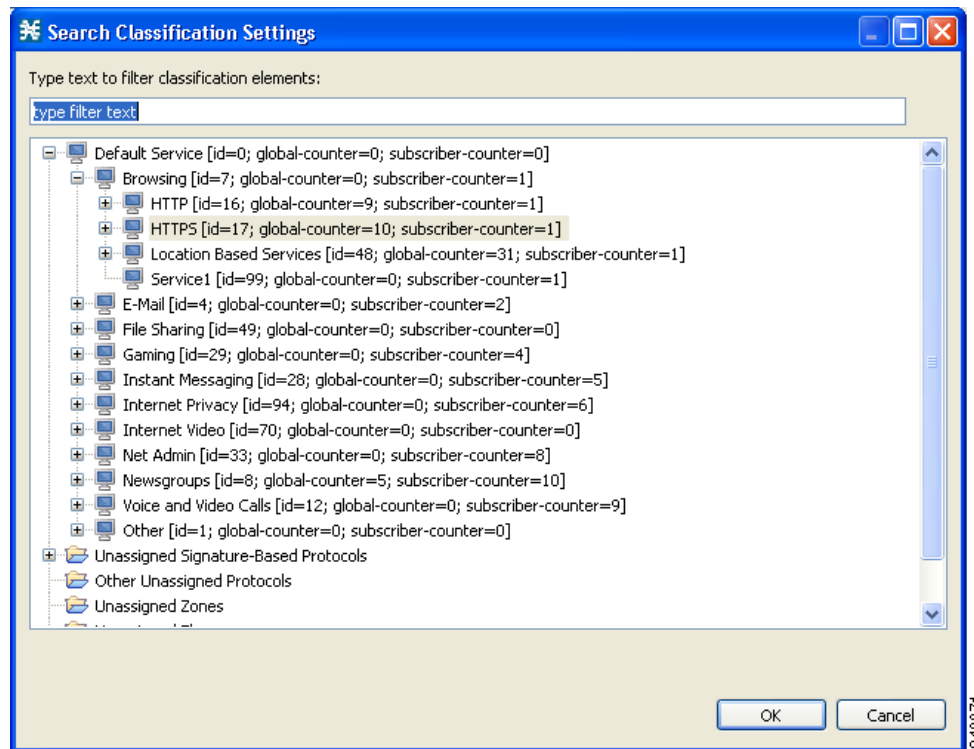 Search Classification Settings
Type text to filter classification elements:
type filter text
Default Service [id=0; global-counter=0; subscriber-counter=0]
Browsing [id=7; global-counter=0; subscriber-counter=1]
HTTP [id=16; global-counter=9; subscriber-counter=1]
HTTPS [id=17; global-counter=10; subscriber-counter=1]
Location Based Services [id=48; global-counter=31; subscriber-counter=1]
Service1 [id=99; global-counter=0; subscriber-counter=1]
E-Mail [id=4; global-counter=0; subscriber-counter=2]
File Sharing [id=49; global-counter=0; subscriber-counter=0]
Gaming [id=29; global-counter=0; subscriber-counter=4]
Instant Messaging [id=28; global-counter=0; subscriber-counter=5]
Internet Privacy [id=94; global-counter=0; subscriber-counter=6]
Internet Video [id=70; global-counter=0; subscriber-counter=0]
Net Admin [id=33; global-counter=0; subscriber-counter=8]
Newsgroups [id=8; global-counter=5; subscriber-counter=10]
Voice and Video Calls [id=12; global-counter=0; subscriber-counter=9]
Other [id=1; global-counter=0; subscriber-counter=0]
Unassigned Signature-Based Protocols
Other Unassigned Protocols
Unassigned Zones
OK Cancel